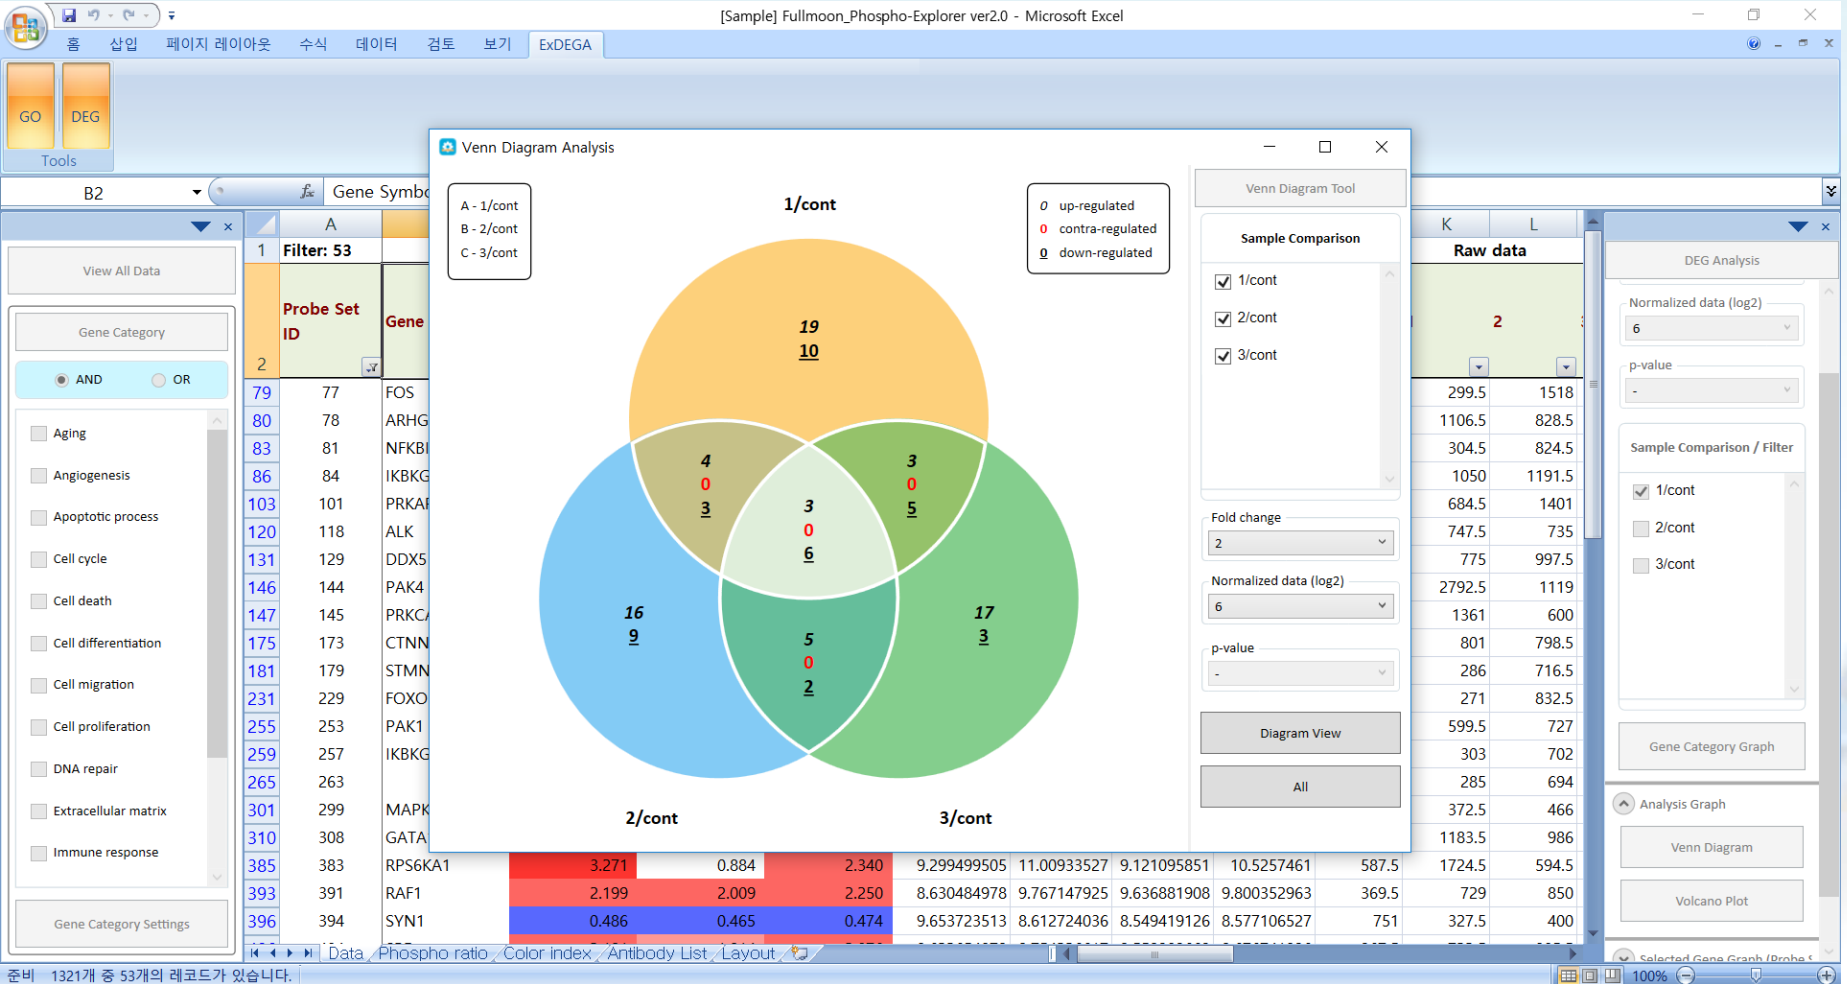 [Sample] Fullmoon_Phospho-Explorer ver2.0 - Microsoft Excel
홈 삽입 페이지 레이아웃 수식 데이터 검토 보기 ExDEGA
GO DEG
Tools
B2 fx Gene Symbo
View All Data
Gene Category
AND OR
Aging
Angiogenesis
Apoptotic process
Cell cycle
Cell death
Cell differentiation
Cell migration
Cell proliferation
DNA repair
Extracellular matrix
Immune response
Gene Category Settings
A
1 Filter: 53
2 Probe Set ID Gene
79 77 FOS
80 78 ARHG
83 81 NFKBI
86 84 IKBKG
103 101 PRKAR
120 118 ALK
131 129 DDX5
146 144 PAK4
147 145 PRKCA
175 173 CTNN
181 179 STMN
231 229 FOXO
255 253 PAK1
259 257 IKBKG
265 263
301 299 MAPK
310 308 GATA
385 383 RPS6KA1 3.271 0.884 2.340 9.299499505 11.00933527 9.121095851 10.5257461 587.5 1724.5 594.5
393 391 RAF1 2.199 2.009 2.250 8.630484978 9.767147925 9.636881908 9.800352963 369.5 729 850
396 394 SYN1 0.486 0.465 0.474 9.653723513 8.612724036 8.549419126 8.577106527 751 327.5 400
Venn Diagram Analysis
A - 1/cont
B - 2/cont
C - 3/cont
1/cont
0 up-regulated
0 contra-regulated
0 down-regulated
19
10
4
0
3
3
0
5
3
0
6
16
9
5
0
2
17
3
2/cont
3/cont
Venn Diagram Tool
Sample Comparison
1/cont
2/cont
3/cont
Fold change
2
Normalized data (log2)
6
p-value
-
Diagram View
All
K L
Raw data
2
299.5 1518
1106.5 828.5
304.5 824.5
1050 1191.5
684.5 1401
747.5 735
775 997.5
2792.5 1119
1361 600
801 798.5
286 716.5
271 832.5
599.5 727
303 702
285 694
372.5 466
1183.5 986
DEG Analysis
Normalized data (log2)
6
p-value
-
Sample Comparison / Filter
1/cont
2/cont
3/cont
Gene Category Graph
Analysis Graph
Venn Diagram
Volcano Plot
Selected Gene Graph (Probe S
Data Phospho ratio Color index Antibody List Layout
준비 1321개 중 53개의 레코드가 있습니다.
100%